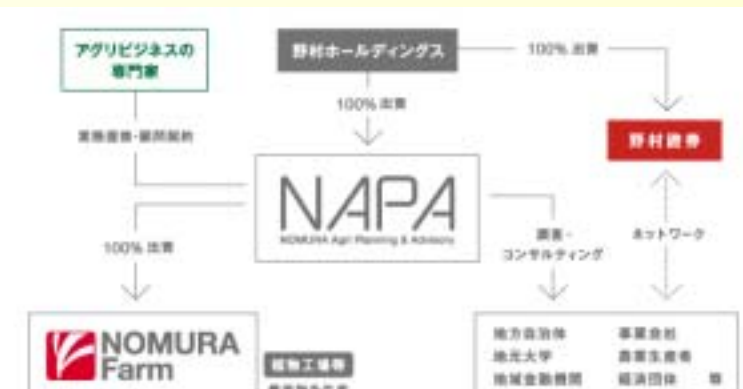 アグリビジネスの
専門家
野村ホールディングス
100% 出資
100% 出資
業務提携・顧問契約
野村證券
NAPA
NOMURA Agri Planning & Advisory
100% 出資
調査・
コンサルティング
ネットワーク
NOMURA
Farm
地方自治体
事業会社
地元大学
農業生産者
地域金融機関
経済団体 等